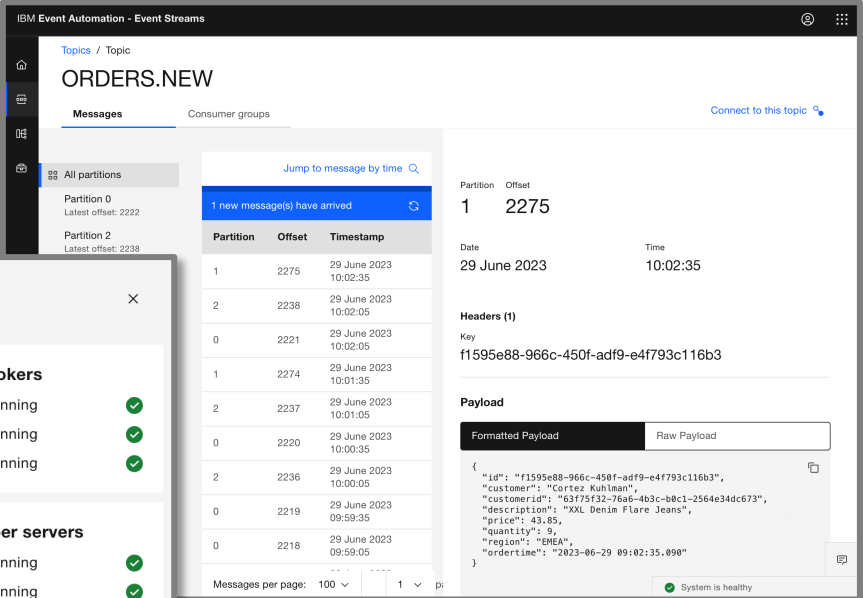 IBM Event Automation - Event Streams
Topics / Topic
ORDERS.NEW
Messages
Consumer groups
Connect to this topic
All partitions
Partition 0
Latest offset: 2222
Partition 2
Latest offset: 2238
Jump to message by time
1 new message(s) have arrived
Partition Offset Timestamp
1 2275 29 June 2023
10:02:35
2 2238 29 June 2023
10:02:05
0 2221 29 June 2023
10:02:05
1 2274 29 June 2023
10:01:35
2 2237 29 June 2023
10:01:05
0 2220 29 June 2023
10:00:35
2 2236 29 June 2023
10:00:05
0 2219 29 June 2023
09:59:35
0 2218 29 June 2023
09:59:05
Messages per page: 100 1
Partition Offset
1 2275
Date Time
29 June 2023 10:02:35
Headers (1)
Key
f1595e88-966c-450f-adf9-e4f793c116b3
Payload
Formatted Payload Raw Payload
{
"id": "f1595e88-966c-450f-adf9-e4f793c116b3",
"customer": "Cortez Kuhlman",
"customerid": "63f75f32-76a6-4b3c-b0c1-2564e34dc673",
"description": "XXL Denim Flare Jeans",
"price": 43.85,
"quantity": 9,
"region": "EMEA",
"ordertime": "2023-06-29 09:02:35.090"
}
System is healthy
okers
nning
nning
nning
er servers
nning
nning